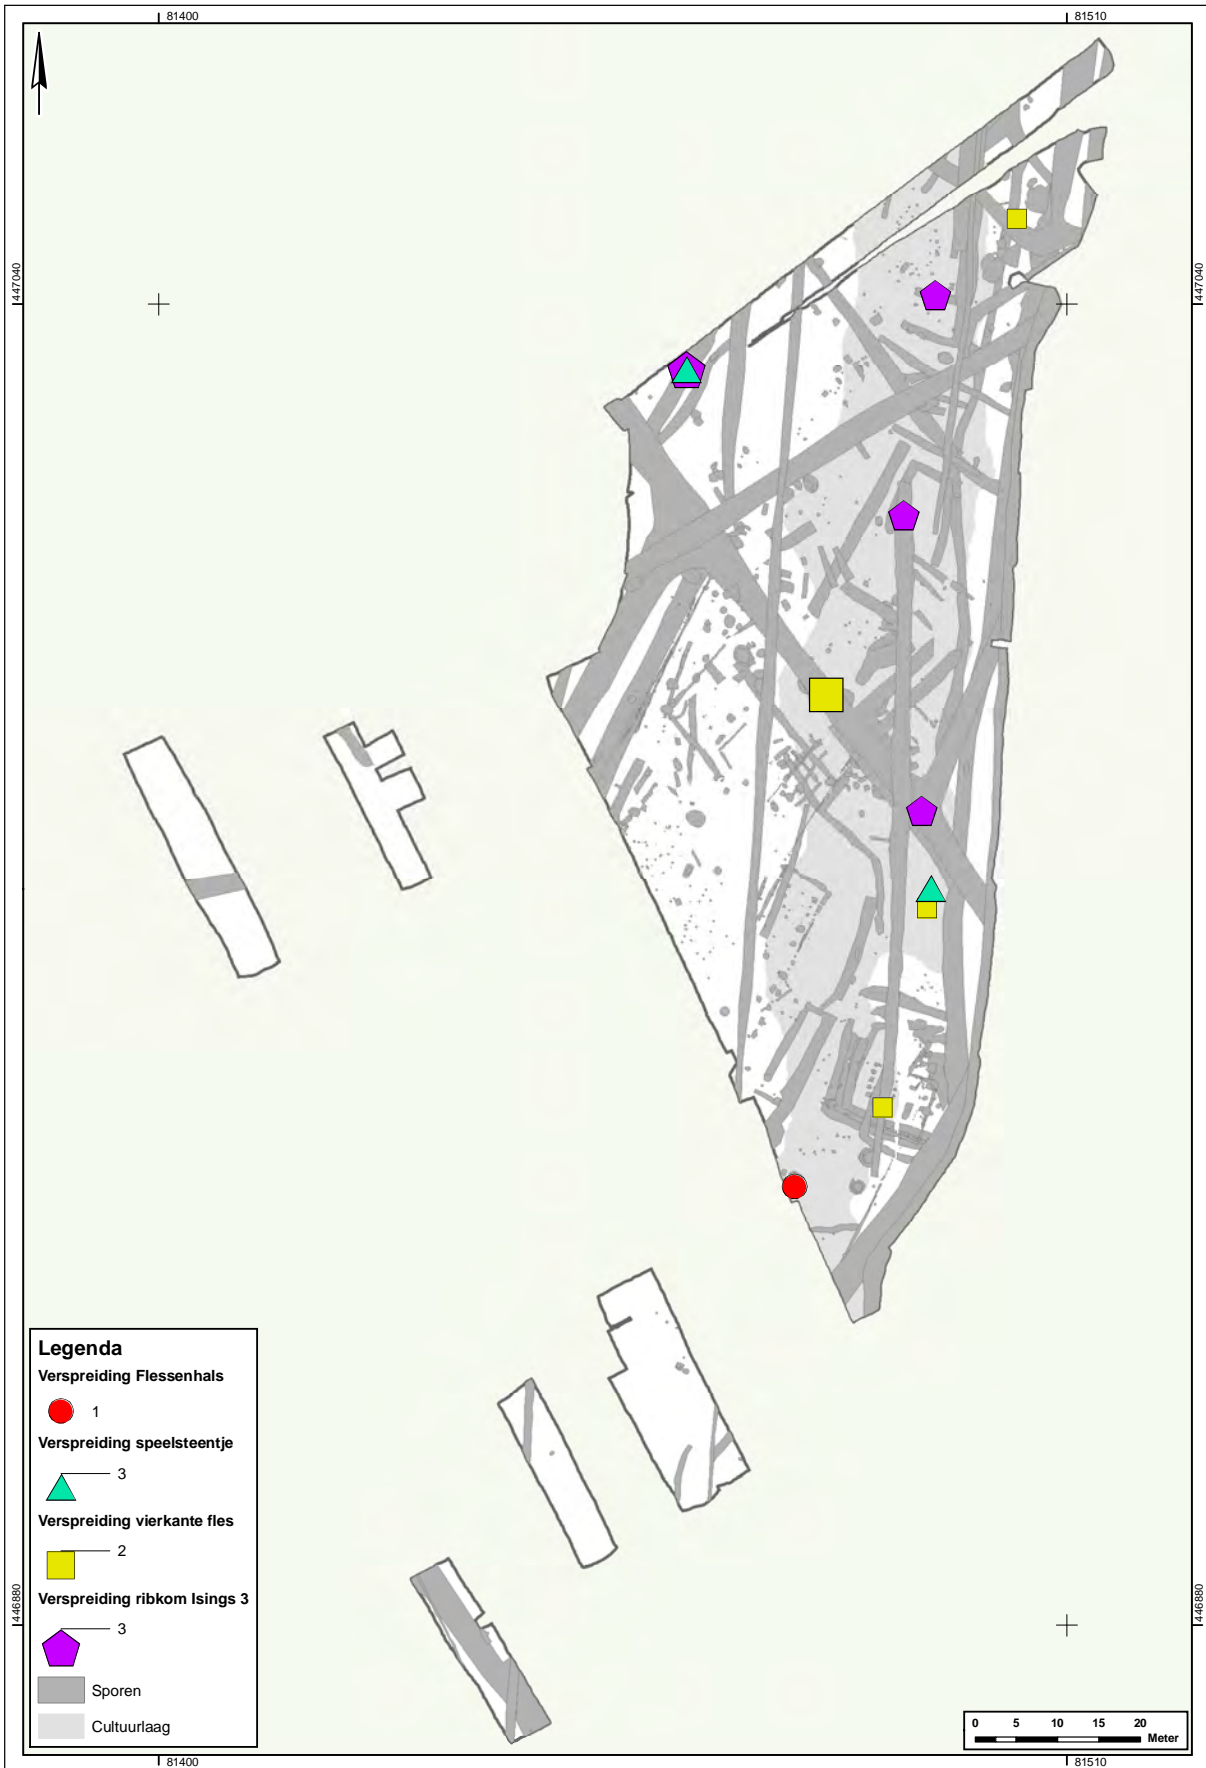 81400
81510
447040
447040
Legenda
Verspreiding Flessenhals
1
Verspreiding speelsteentje
3
Verspreiding vierkante fles
2
Verspreiding ribkom Isings 3
3
Sporen
Cultuurlaag
446880
446880
0 5 10 15 20
Meter
81400
81510